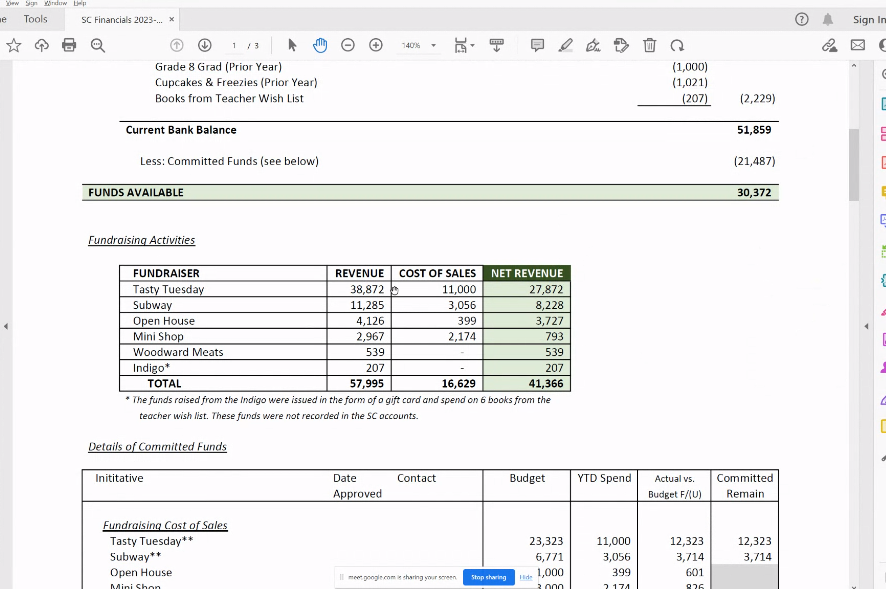 View Sign Window Help
Tools SC Financials 2023-... × Sign In
1 / 3 140%
Grade 8 Grad (Prior Year) (1,000)
Cupcakes & Freezies (Prior Year) (1,021)
Books from Teacher Wish List (207) (2,229)
Current Bank Balance 51,859
Less: Committed Funds (see below) (21,487)
FUNDS AVAILABLE 30,372
Fundraising Activities
FUNDRAISER REVENUE COST OF SALES NET REVENUE
Tasty Tuesday 38,872 11,000 27,872
Subway 11,285 3,056 8,228
Open House 4,126 399 3,727
Mini Shop 2,967 2,174 793
Woodward Meats 539 - 539
Indigo* 207 - 207
TOTAL 57,995 16,629 41,366
* The funds raised from the Indigo were issued in the form of a gift card and spend on 6 books from the
teacher wish list. These funds were not recorded in the SC accounts.
Details of Committed Funds
Inititative Date Contact Budget YTD Spend Actual vs. Committed
Approved Budget F/(U) Remain
Fundraising Cost of Sales
Tasty Tuesday** 23,323 11,000 12,323 12,323
Subway** 6,771 3,056 3,714 3,714
Open House 399 601
meet.google.com is sharing your screen. Stop sharing Hide
Mini Shop 2,174 826